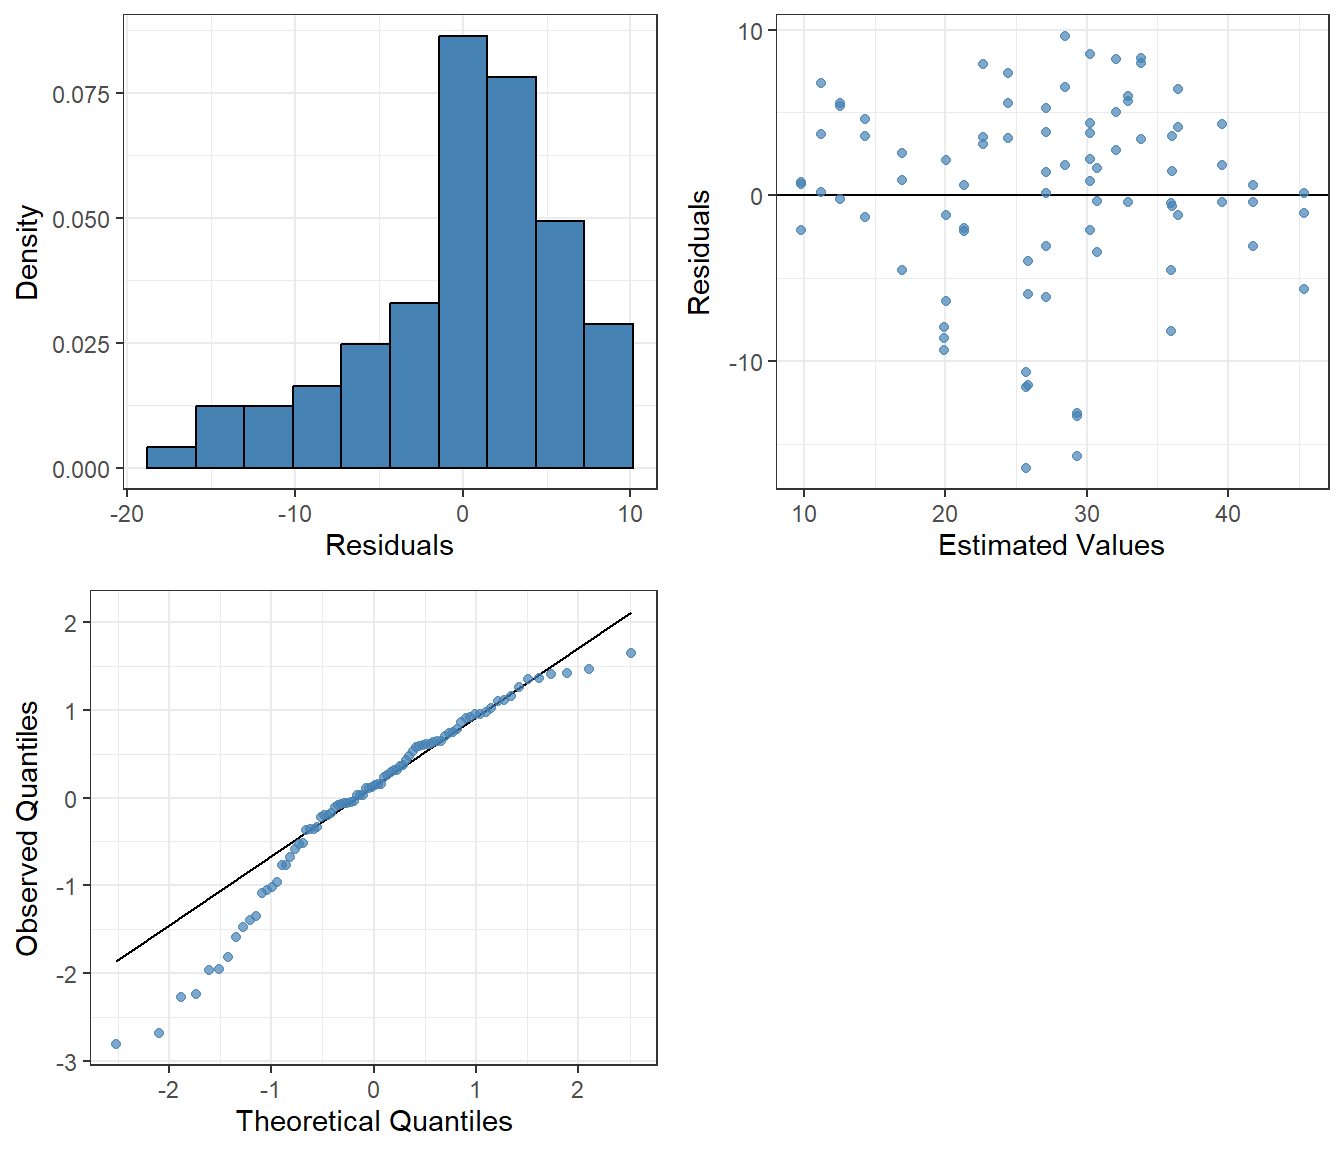 0.075
0.050
0.025
0.000
Density
-20 -10 0 10
Residuals
10
0
-10
Residuals
10 20 30 40
Estimated Values
2
1
0
-1
-2
-3
Observed Quantiles
-2 -1 0 1 2
Theoretical Quantiles